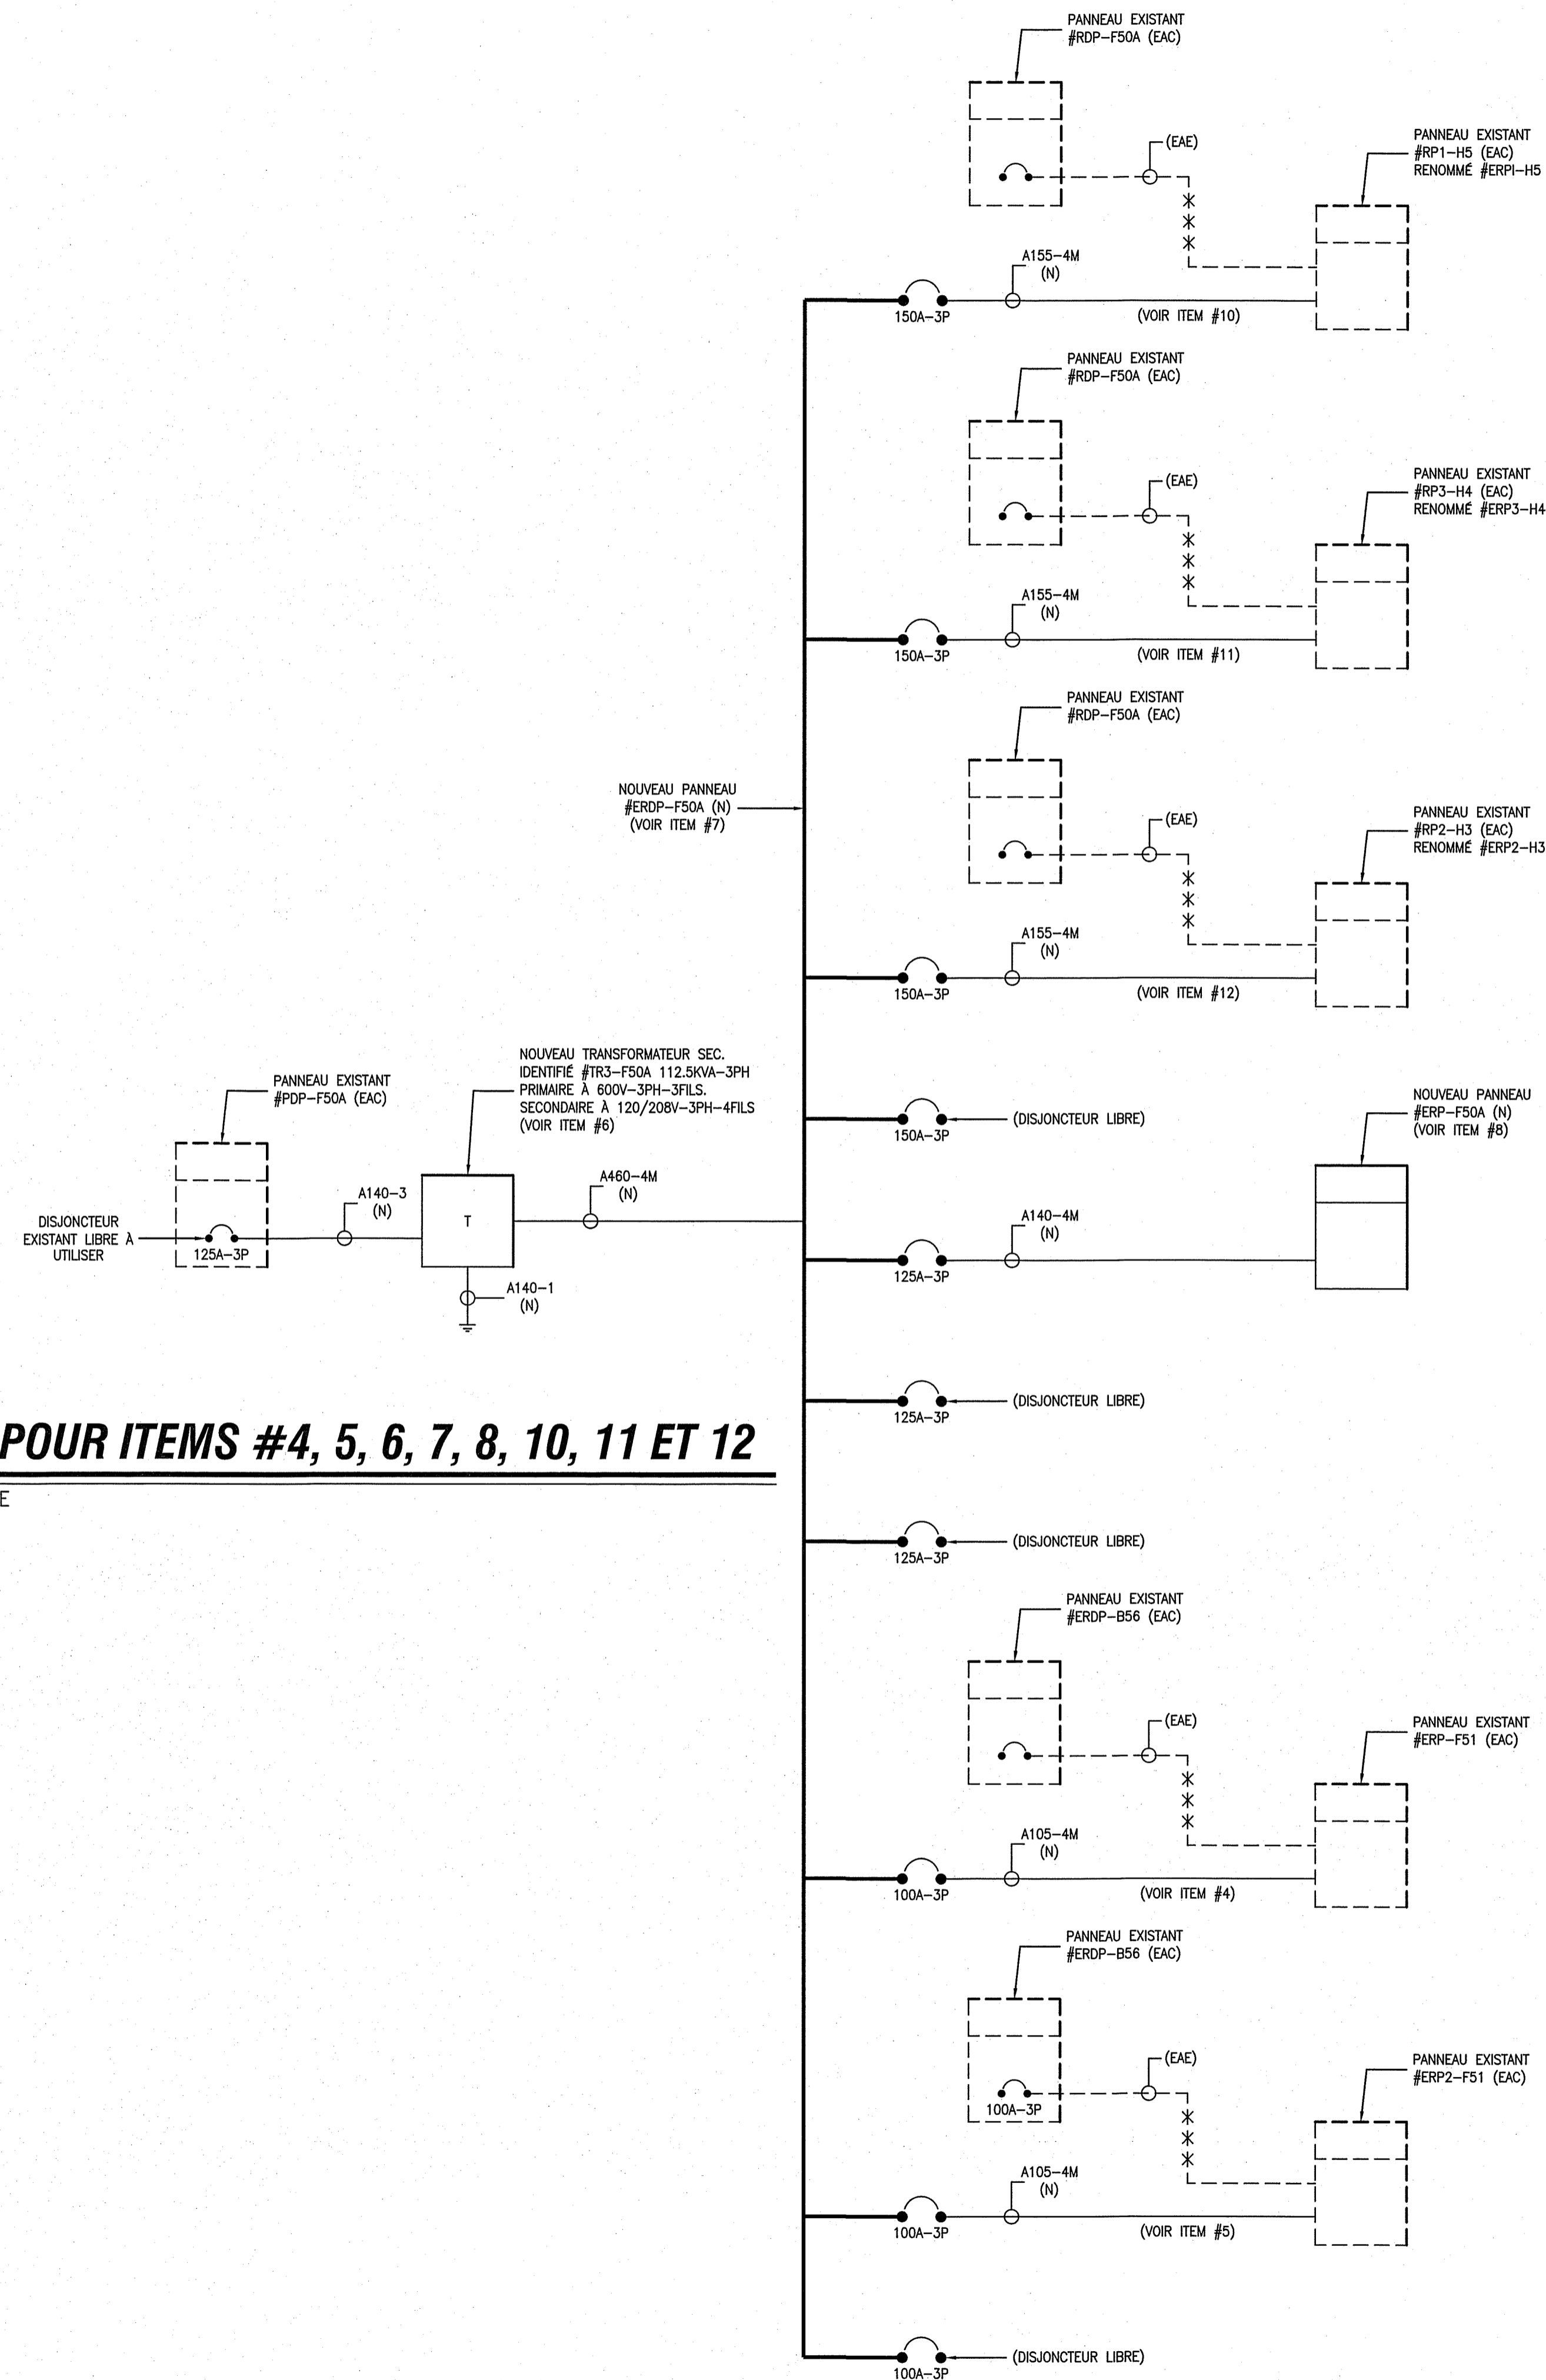 PANNEAU EXISTANT
#RDP-F50A (EAC)
(EAE)
PANNEAU EXISTANT
#RP1-H5 (EAC)
RENOMMÉ #ERPI-H5
A155-4M
(N)
150A-3P
(VOIR ITEM #10)
PANNEAU EXISTANT
#RDP-F50A (EAC)
(EAE)
PANNEAU EXISTANT
#RP3-H4 (EAC)
RENOMMÉ #ERP3-H4
A155-4M
(N)
150A-3P
(VOIR ITEM #11)
PANNEAU EXISTANT
#RDP-F50A (EAC)
NOUVEAU PANNEAU
#ERDP-F50A (N)
(VOIR ITEM #7)
(EAE)
PANNEAU EXISTANT
#RP2-H3 (EAC)
RENOMMÉ #ERP2-H3
A155-4M
(N)
150A-3P
(VOIR ITEM #12)
PANNEAU EXISTANT
#PDP-F50A (EAC)
NOUVEAU TRANSFORMATEUR SEC.
IDENTIFIÉ #TR3-F50A 112.5KVA-3PH
PRIMAIRE À 600V-3PH-3FILS.
SECONDAIRE À 120/208V-3PH-4FILS
(VOIR ITEM #6)
150A-3P
(DISJONCTEUR LIBRE)
NOUVEAU PANNEAU
#ERP-F50A (N)
(VOIR ITEM #8)
DISJONCTEUR
EXISTANT LIBRE À
UTILISER
125A-3P
A140-3
(N)
T
A460-4M
(N)
A140-1
(N)
A140-4M
(N)
125A-3P
125A-3P
(DISJONCTEUR LIBRE)
POUR ITEMS #4, 5, 6, 7, 8, 10, 11 ET 12
E
125A-3P
(DISJONCTEUR LIBRE)
PANNEAU EXISTANT
#ERDP-B56 (EAC)
(EAE)
PANNEAU EXISTANT
#ERP-F51 (EAC)
A105-4M
(N)
100A-3P
(VOIR ITEM #4)
PANNEAU EXISTANT
#ERDP-B56 (EAC)
100A-3P
(EAE)
PANNEAU EXISTANT
#ERP2-F51 (EAC)
A105-4M
(N)
100A-3P
(VOIR ITEM #5)
100A-3P
(DISJONCTEUR LIBRE)